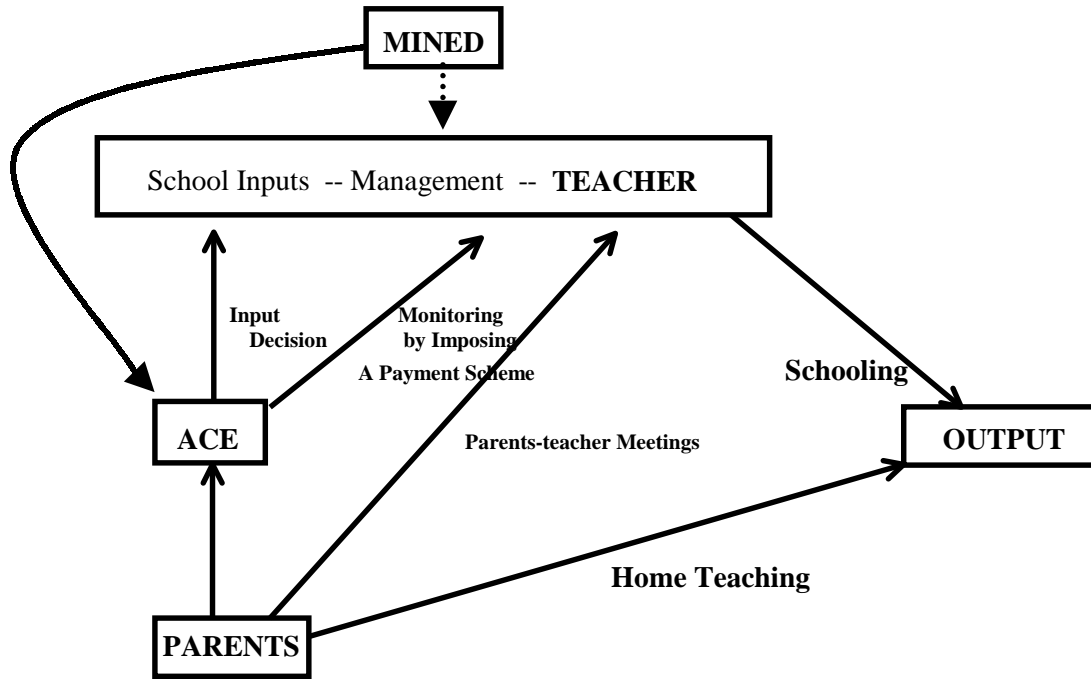 MINED
School Inputs -- Management -- TEACHER
Input
Decision
Monitoring
by Imposing
A Payment Scheme
Schooling
ACE
Parents-teacher Meetings
OUTPUT
Home Teaching
PARENTS